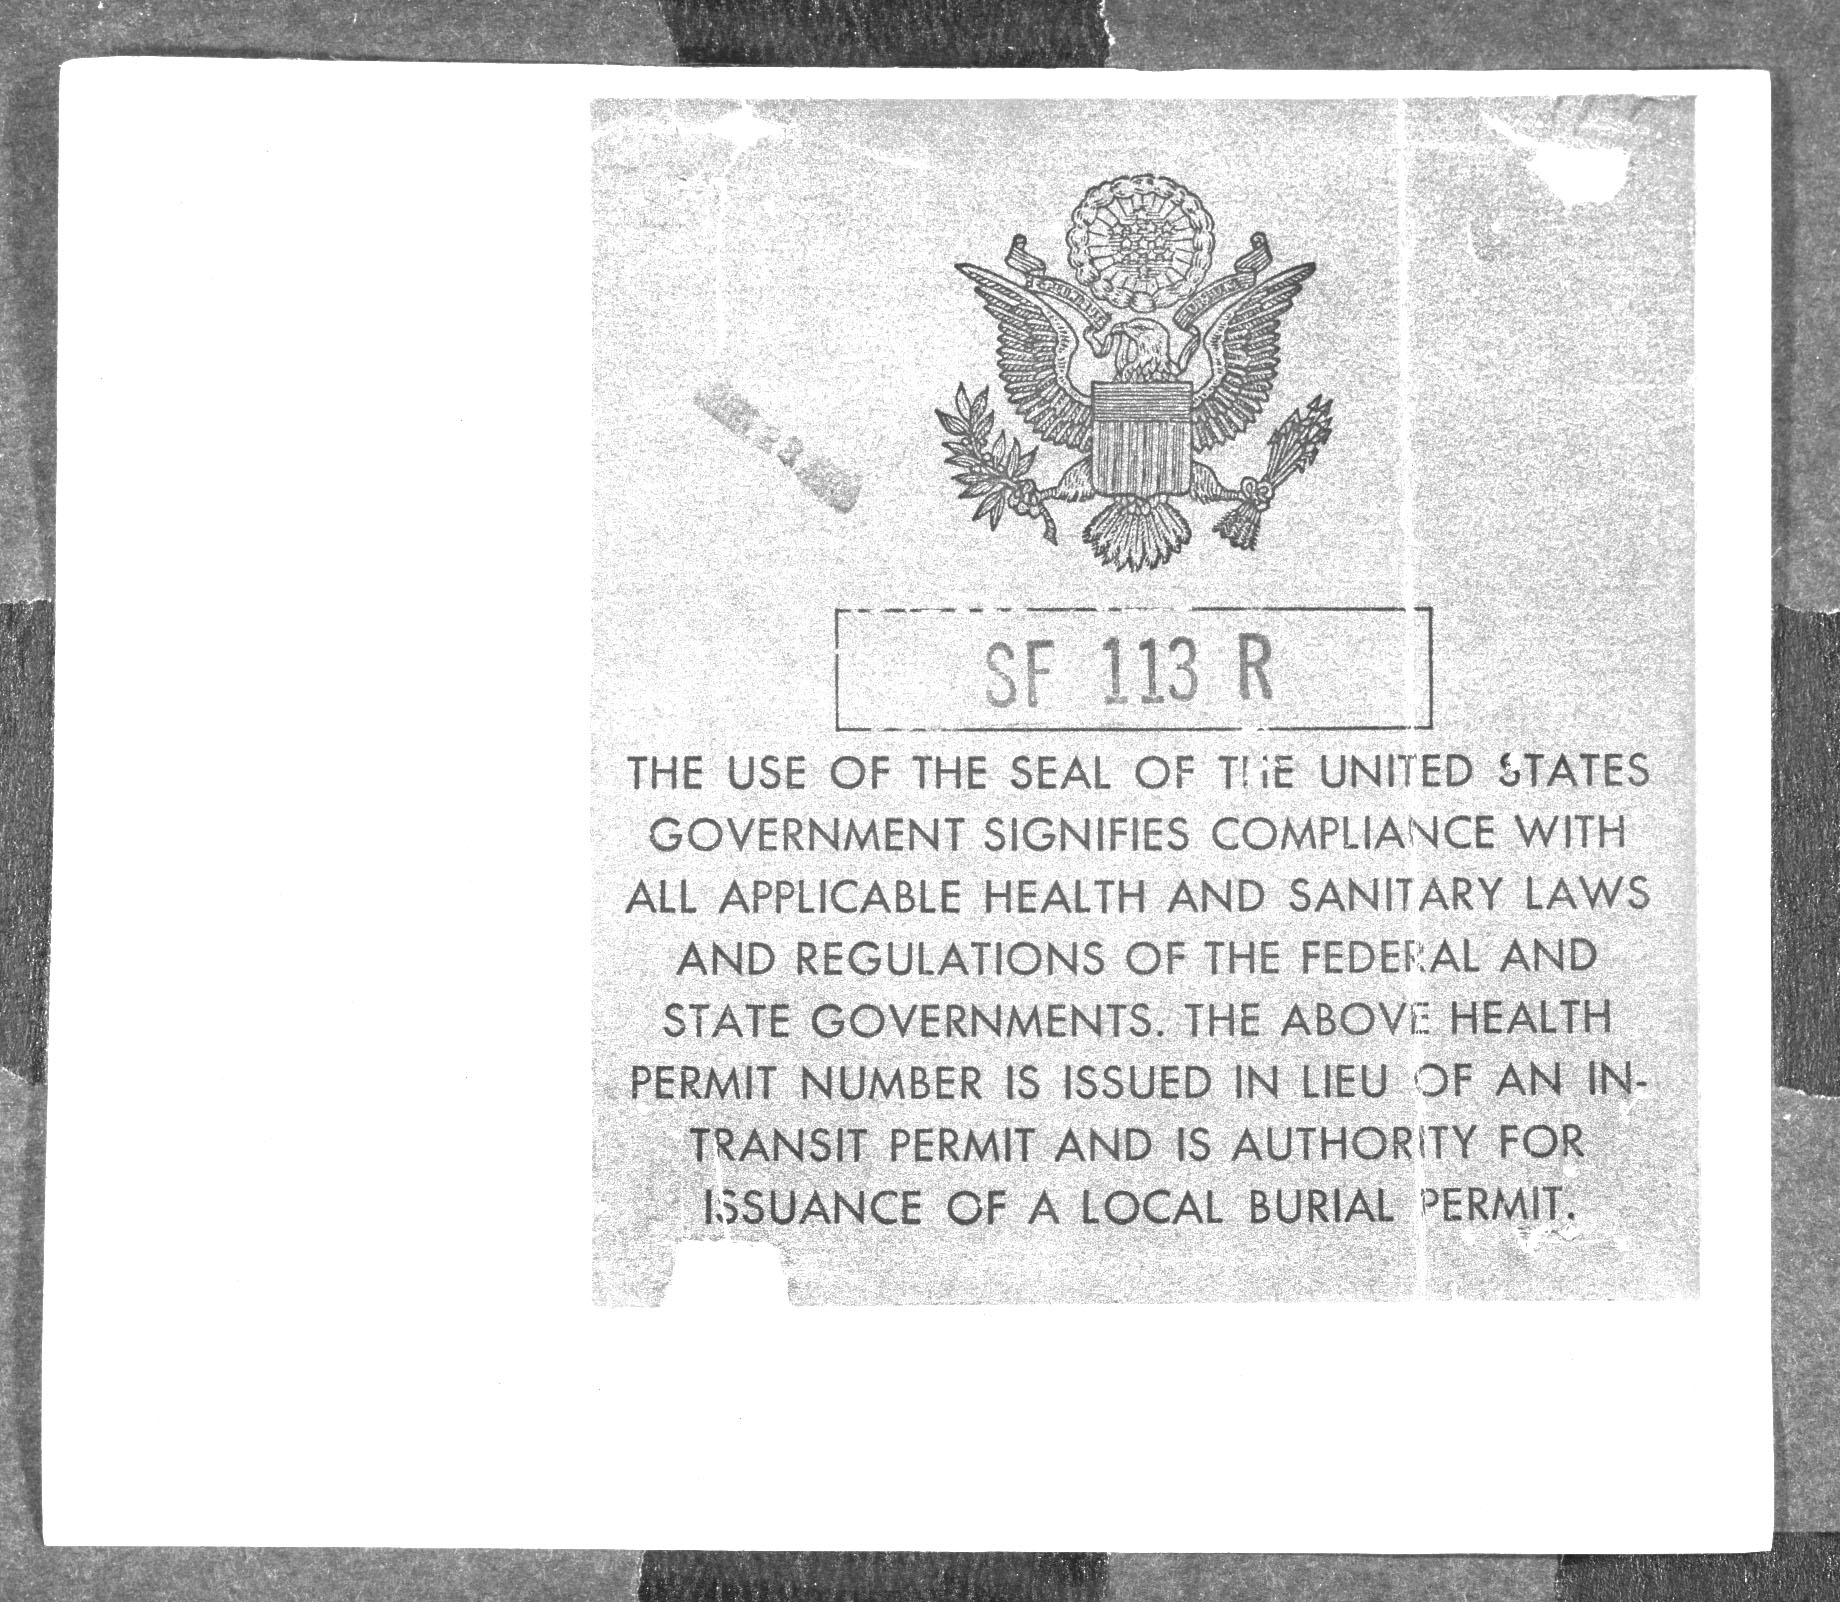 SF 113 R
THE USE OF THE SEAL OF THE UNITED STATES
GOVERNMENT SIGNIFIES COMPLIANCE WITH
ALL APPLICABLE HEALTH AND SANITARY LAWS
AND REGULATIONS OF THE FEDERAL AND
STATE GOVERNMENTS. THE ABOVE HEALTH
PERMIT NUMBER IS ISSUED IN LIEU OF AN IN-
TRANSIT PERMIT AND IS AUTHORITY FOR
ISSUANCE OF A LOCAL BURIAL PERMIT.